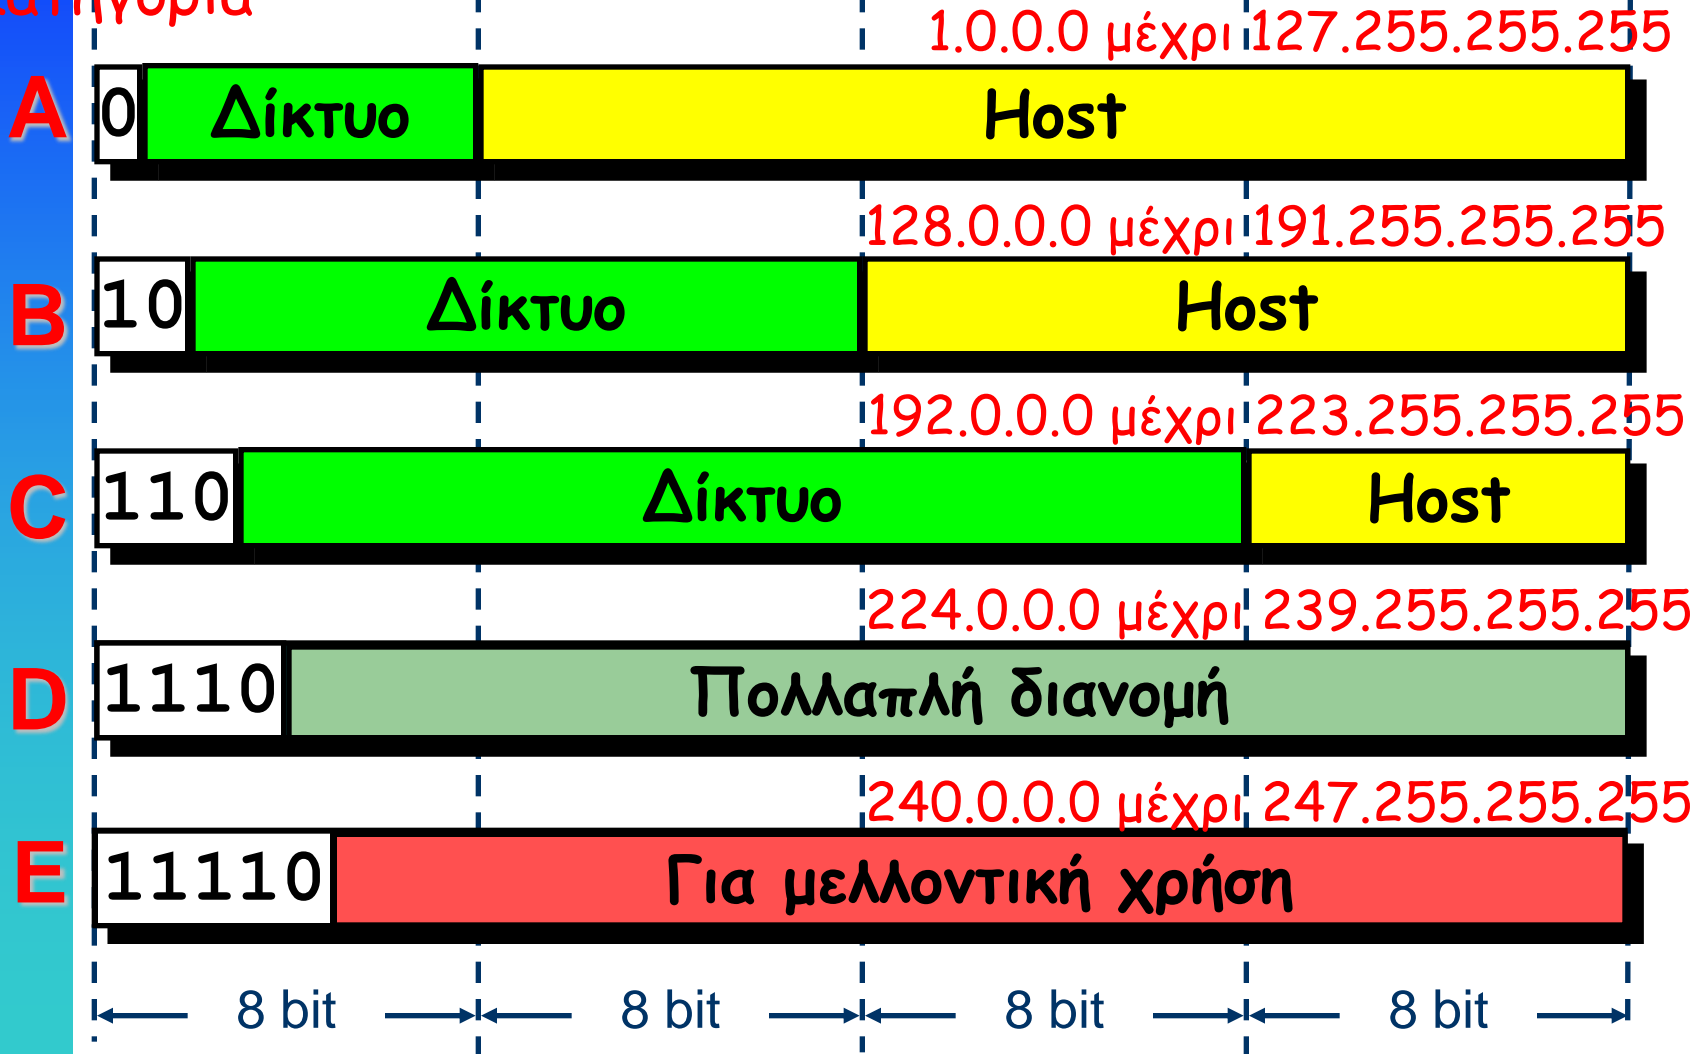 κατηγορία
1.0.0.0 μέχρι 127.255.255.255
A 0 Δίκτυο Host
128.0.0.0 μέχρι 191.255.255.255
B 10 Δίκτυο Host
192.0.0.0 μέχρι 223.255.255.255
C 110 Δίκτυο Host
224.0.0.0 μέχρι 239.255.255.255
D 1110 Πολλαπλή διανομή
240.0.0.0 μέχρι 247.255.255.255
E 11110 Για μελλοντική χρήση
8 bit 8 bit 8 bit 8 bit